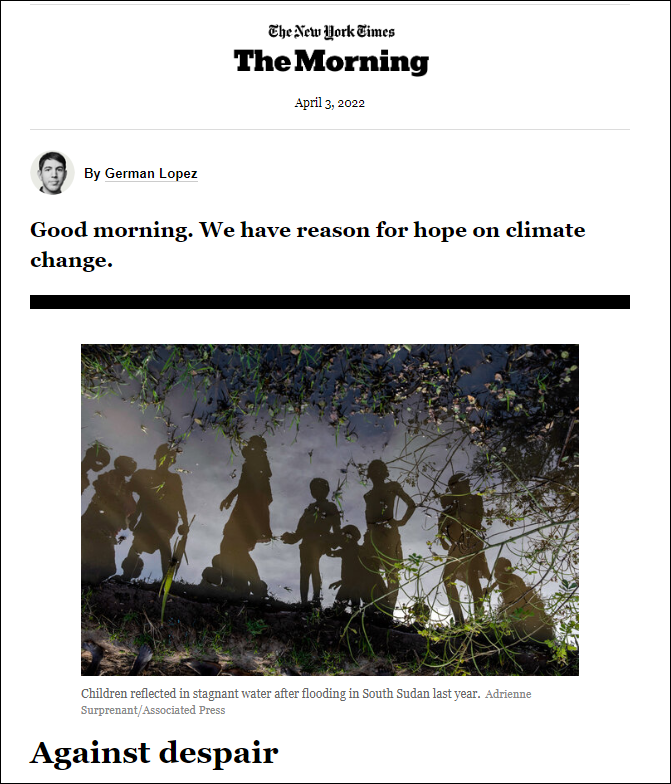 The New York Times
The Morning
April 3, 2022
By German Lopez
Good morning. We have reason for hope on climate
change.
Children reflected in stagnant water after flooding in South Sudan last year. Adrienne
Surprenant/Associated Press
Against despair